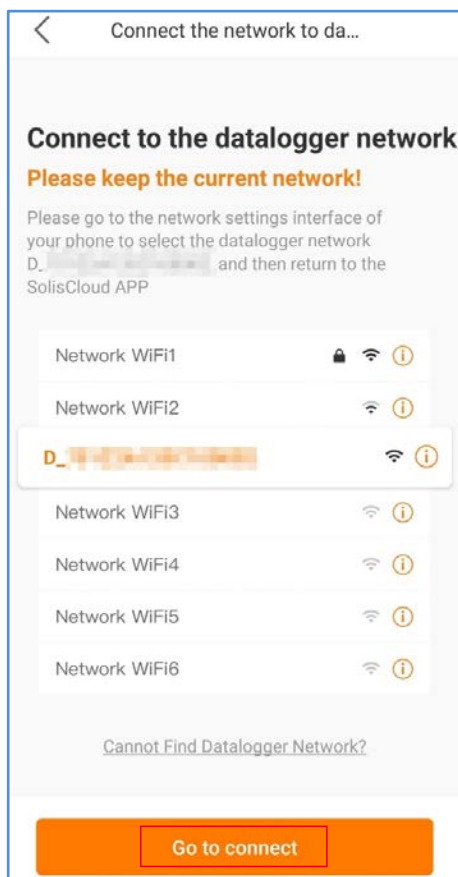 Connect the network to da...
Connect to the datalogger network
Please keep the current network!
Please go to the network settings interface of
your phone to select the datalogger network
D_ and then return to the
SolisCloud APP
Network WiFi1
Network WiFi2
D_
Network WiFi3
Network WiFi4
Network WiFi5
Network WiFi6
Cannot Find Datalogger Network?
Go to connect